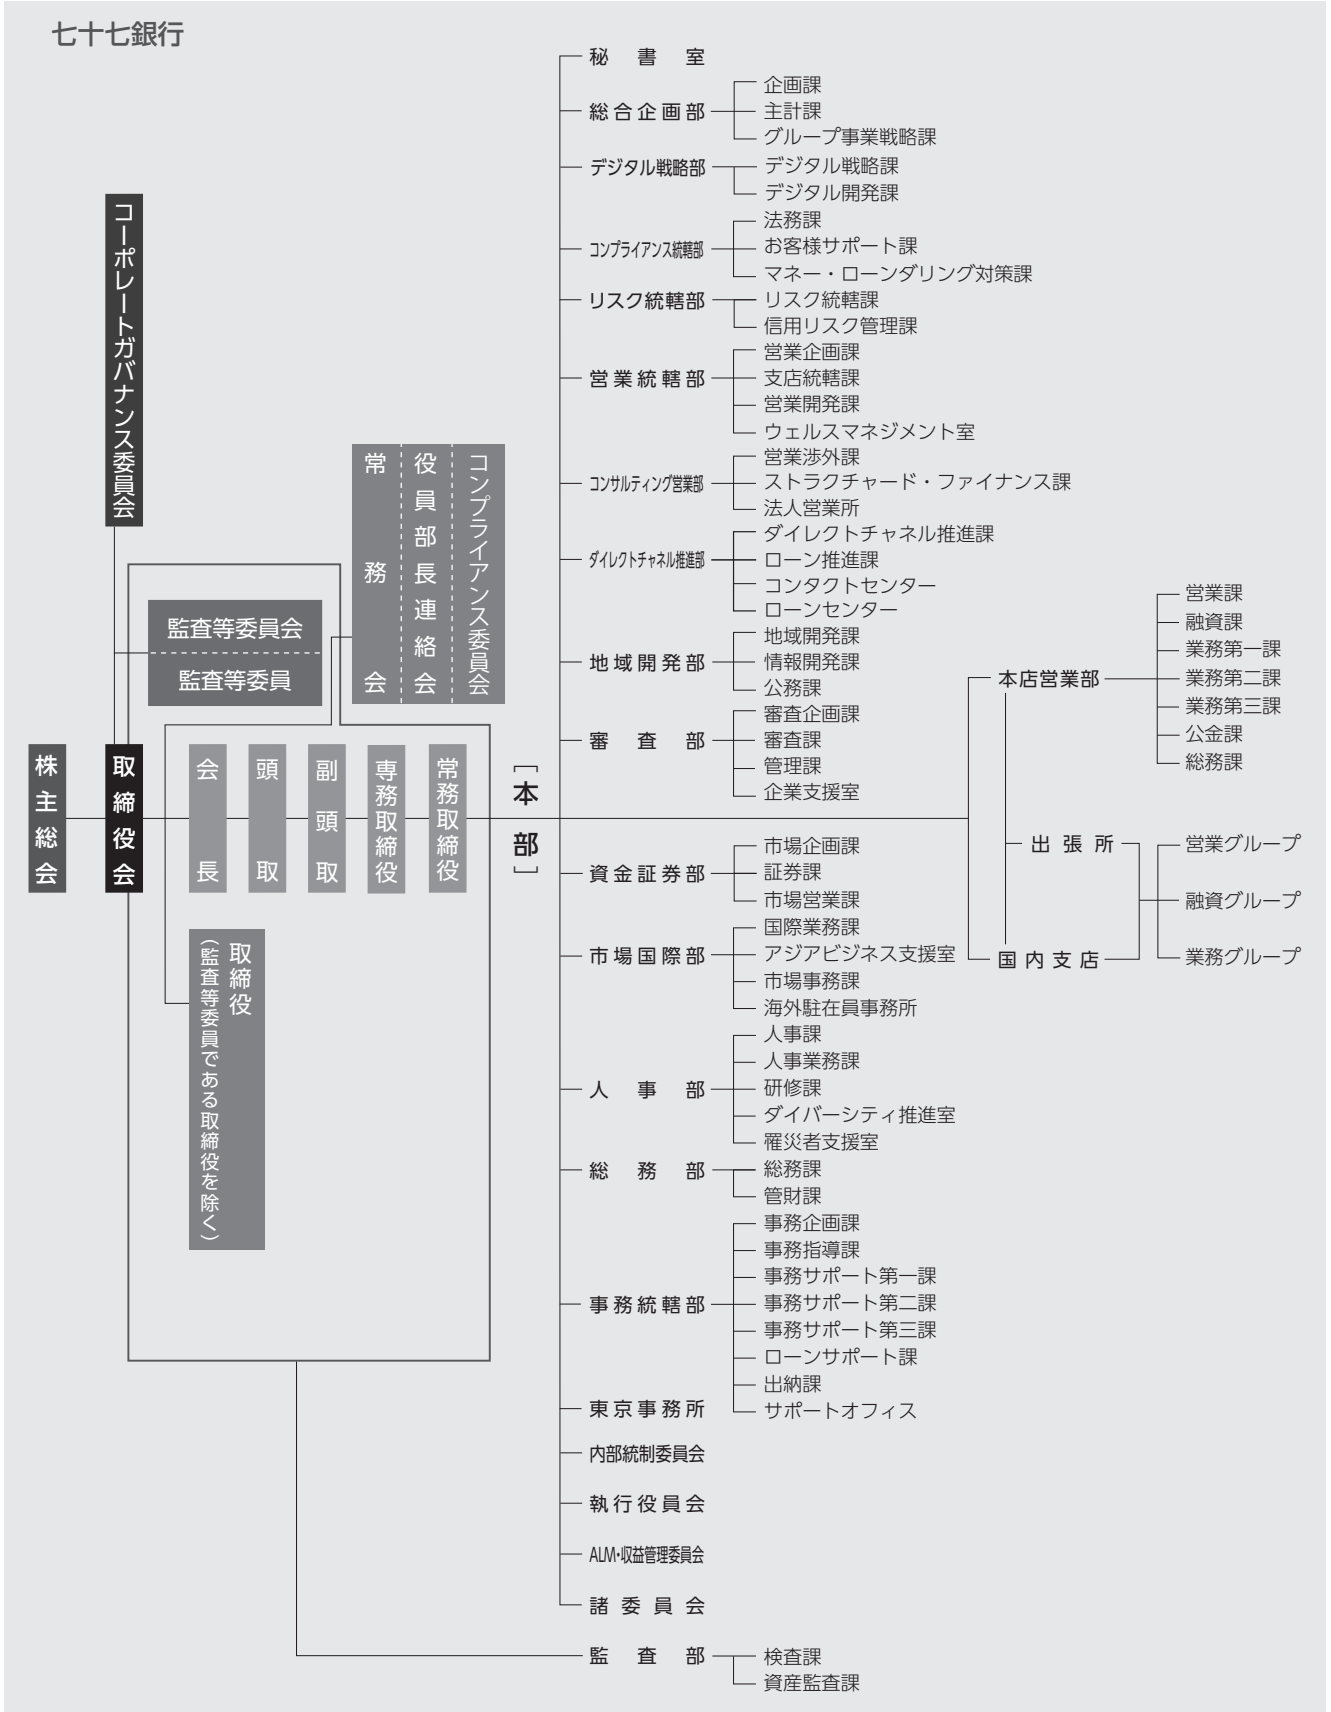 七十七銀行
コーポレートガバナンス委員会
監査等委員会
監査等委員
常務会
役員部長連絡会
コンプライアンス委員会
株主総会
取締役会
会長
頭取
副頭取
専務取締役
常務取締役
取締役
（監査等委員である取締役を除く）
［本部］
秘書室
総合企画部
企画課
主計課
グループ事業戦略課
デジタル戦略部
デジタル戦略課
デジタル開発課
コンプライアンス統轄部
法務課
お客様サポート課
マネー・ローンダリング対策課
リスク統轄部
リスク統轄課
信用リスク管理課
営業統轄部
営業企画課
支店統轄課
営業開発課
ウェルスマネジメント室
コンサルティング営業部
営業渉外課
ストラクチャード・ファイナンス課
法人営業所
ダイレクトチャネル推進部
ダイレクトチャネル推進課
ローン推進課
コンタクトセンター
ローンセンター
地域開発部
地域開発課
情報開発課
公務課
審査部
審査企画課
審査課
管理課
企業支援室
資金証券部
市場企画課
証券課
市場営業課
市場国際部
国際業務課
アジアビジネス支援室
市場事務課
海外駐在員事務所
人事部
人事課
人事業務課
研修課
ダイバーシティ推進室
罹災者支援室
総務部
総務課
管財課
事務統轄部
事務企画課
事務指導課
事務サポート第一課
事務サポート第二課
事務サポート第三課
ローンサポート課
出納課
サポートオフィス
東京事務所
内部統制委員会
執行役員会
ALM・収益管理委員会
諸委員会
監査部
検査課
資産監査課
本店営業部
営業課
融資課
業務第一課
業務第二課
業務第三課
公金課
総務課
出張所
国内支店
営業グループ
融資グループ
業務グループ